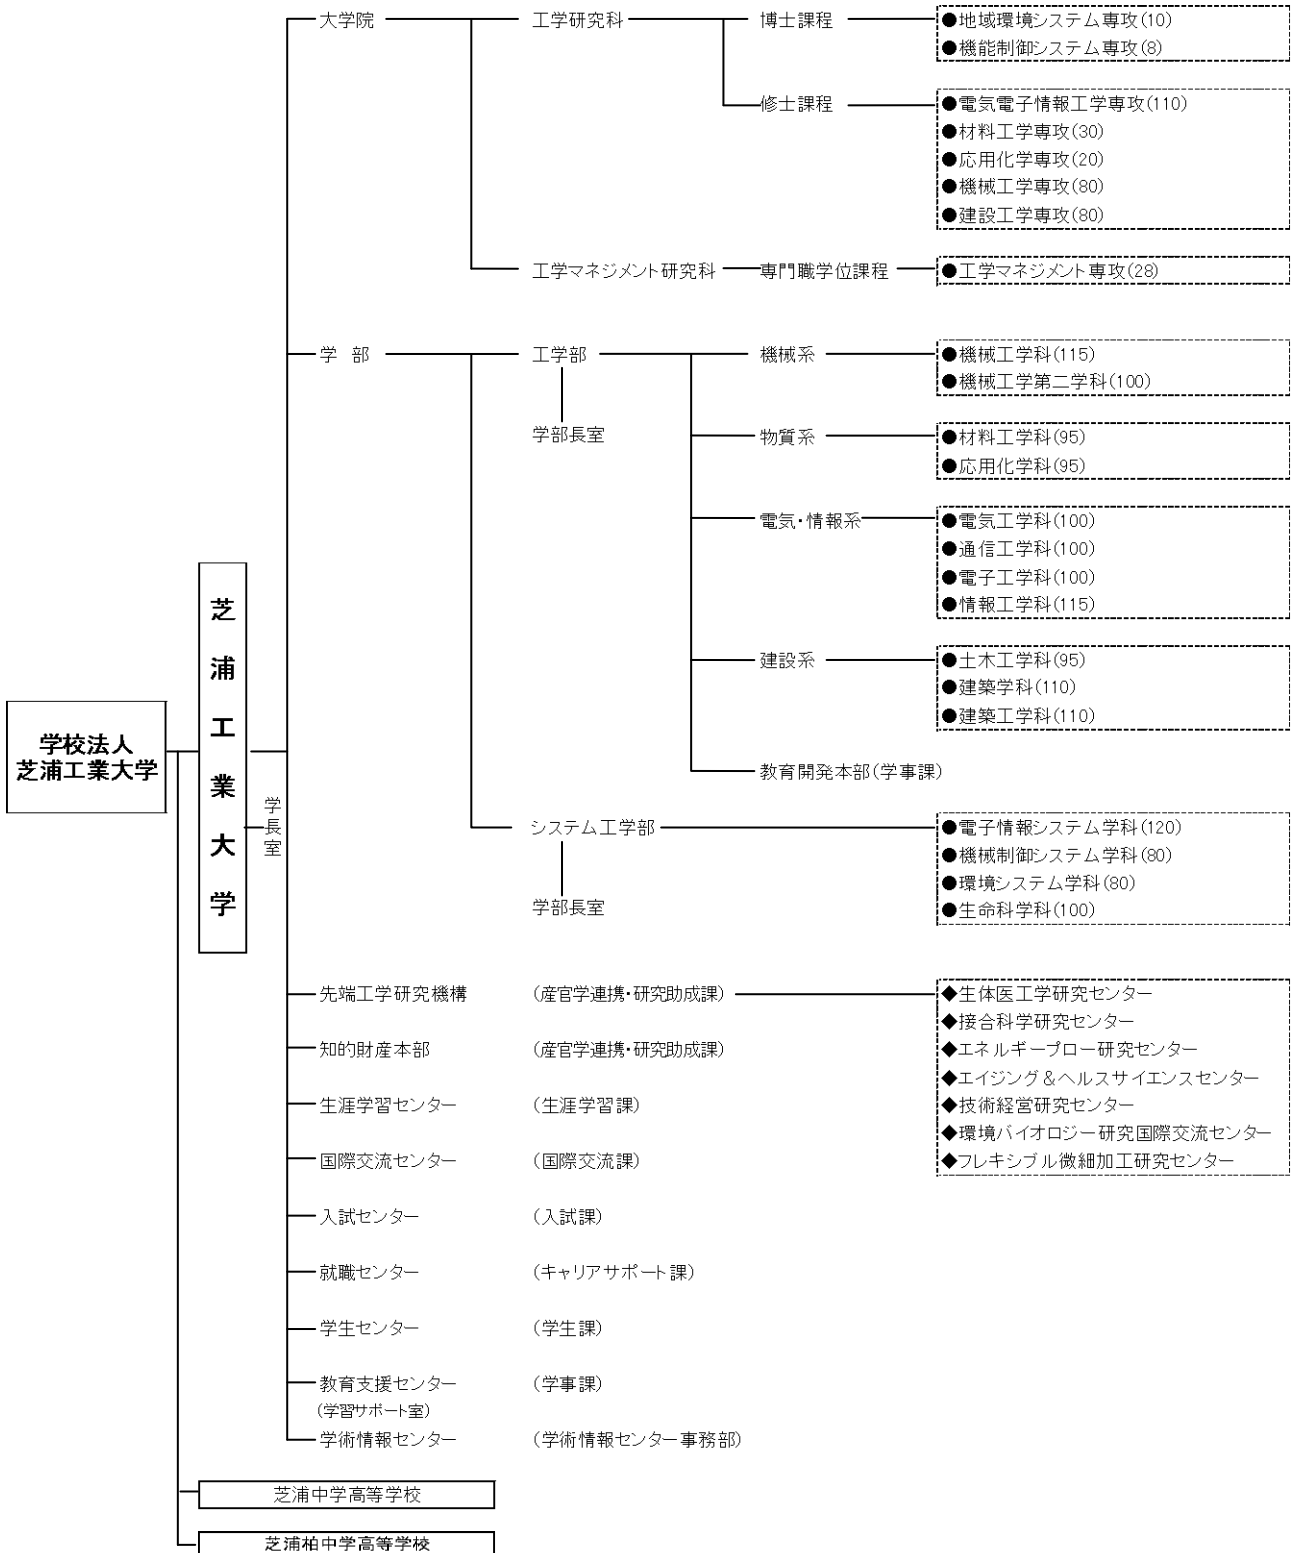 大学院
工学研究科
博士課程
●地域環境システム専攻(10)
●機能制御システム専攻(8)
修士課程
●電気電子情報工学専攻(110)
●材料工学専攻(30)
●応用化学専攻(20)
●機械工学専攻(80)
●建設工学専攻(80)
工学マネジメント研究科
専門職学位課程
●工学マネジメント専攻(28)
学 部
工学部
学部長室
機械系
●機械工学科(115)
●機械工学第二学科(100)
物質系
●材料工学科(95)
●応用化学科(95)
電気・情報系
●電気工学科(100)
●通信工学科(100)
●電子工学科(100)
●情報工学科(115)
建設系
●土木工学科(95)
●建築学科(110)
●建築工学科(110)
教育開発本部(学事課)
学校法人
芝浦工業大学
芝浦工業大学
学長室
システム工学部
学部長室
●電子情報システム学科(120)
●機械制御システム学科(80)
●環境システム学科(80)
●生命科学科(100)
先端工学研究機構 (産官学連携・研究助成課)
◆生体医工学研究センター
◆接合科学研究センター
◆エネルギーフロー研究センター
◆エイジング＆ヘルスサイエンスセンター
◆技術経営研究センター
◆環境バイオロジー研究国際交流センター
◆フレキシブル微細加工研究センター
知的財産本部 (産官学連携・研究助成課)
生涯学習センター (生涯学習課)
国際交流センター (国際交流課)
入試センター (入試課)
就職センター (キャリアサポート課)
学生センター (学生課)
教育支援センター (学事課)
(学習サポート室)
学術情報センター (学術情報センター事務部)
芝浦中学高等学校
芝浦柏中学高等学校